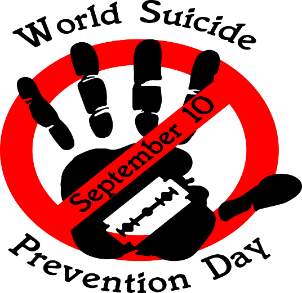 World Suicide
September 10
Prevention Day